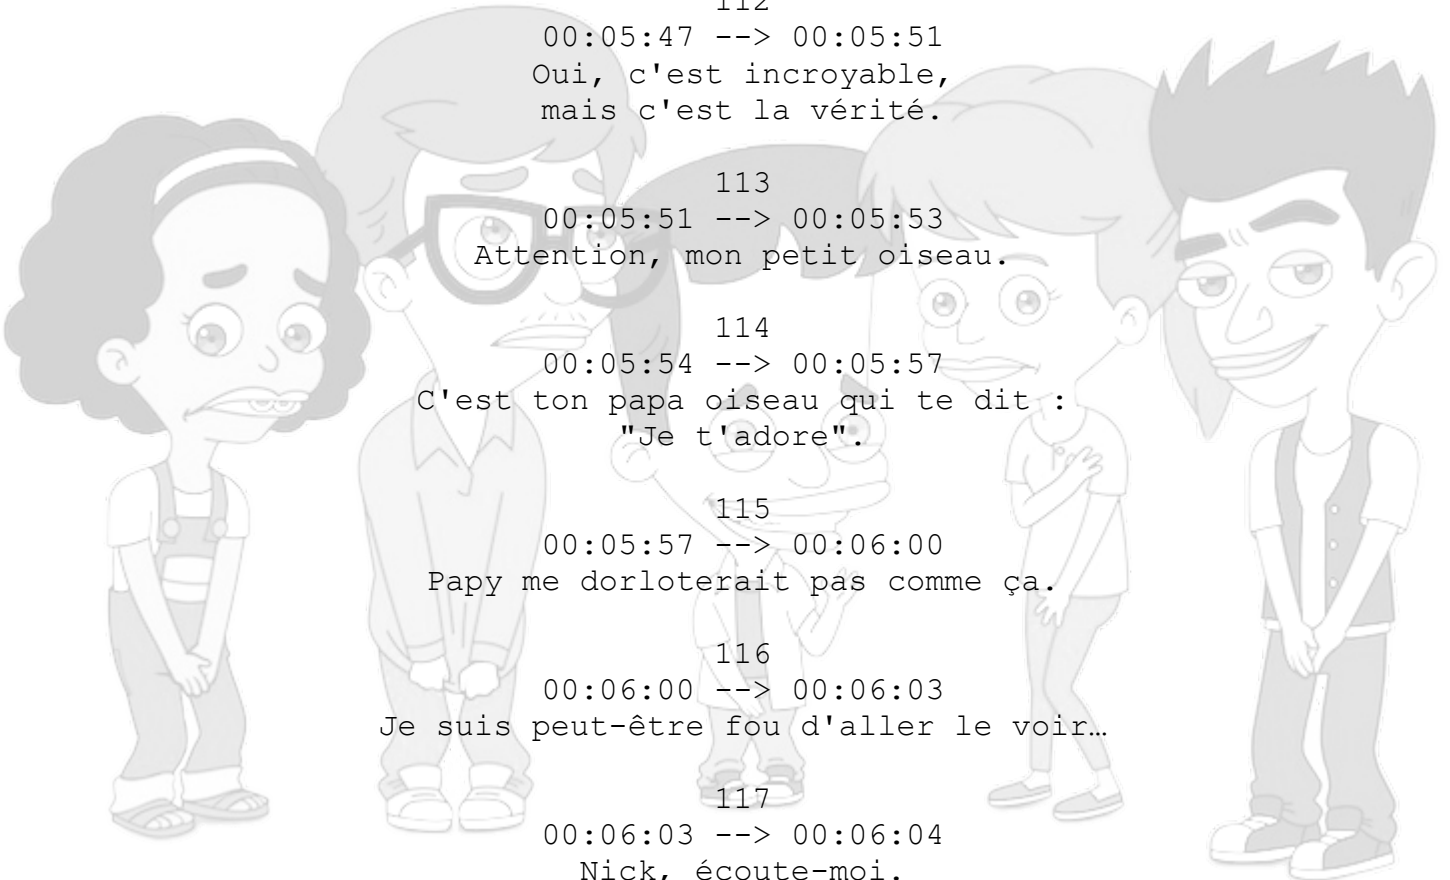 112
00:05:47 --> 00:05:51
Oui, c'est incroyable,
mais c'est la vérité.
113
00:05:51 --> 00:05:53
Attention, mon petit oiseau.
114
00:05:54 --> 00:05:57
C'est ton papa oiseau qui te dit :
"Je t'adore".
115
00:05:57 --> 00:06:00
Papy me dorloterait pas comme ça.
116
00:06:00 --> 00:06:03
Je suis peut-être fou d'aller le voir…
117
00:06:03 --> 00:06:04
Nick, écoute-moi.